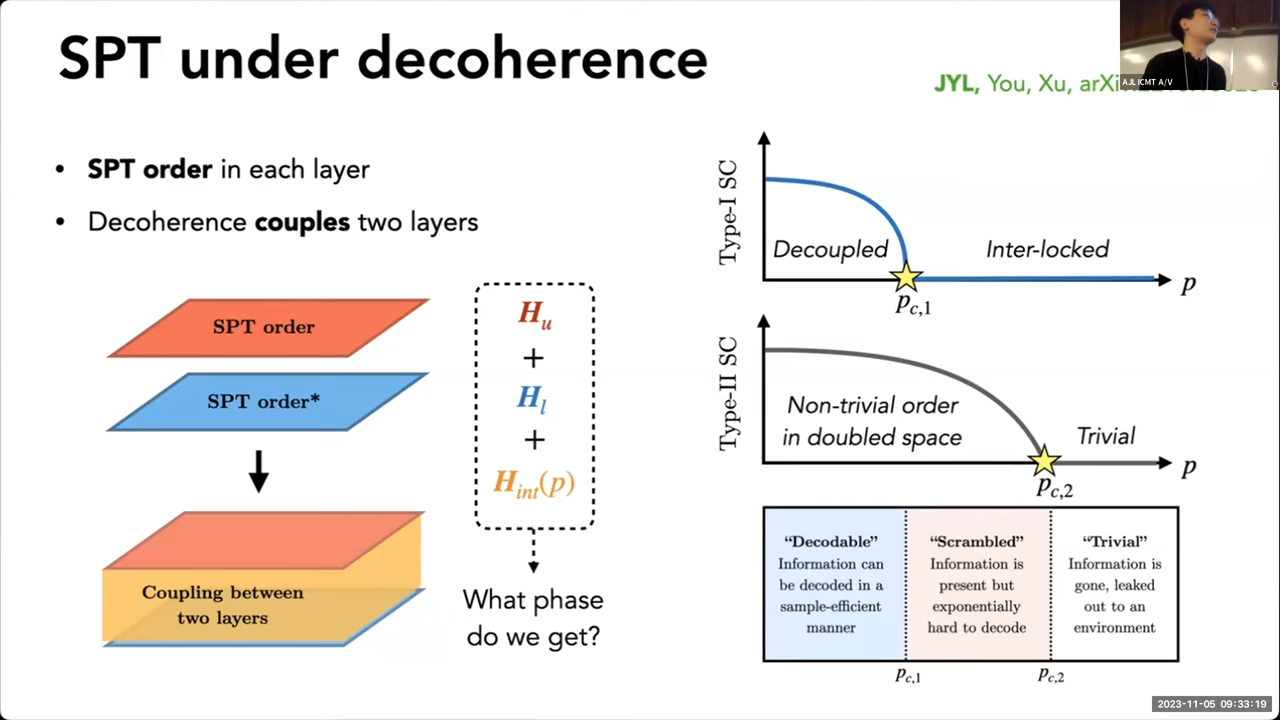 SPT under decoherence
JYL, You, Xu,
AJLICMT A/V
• SPT order in each layer
• Decoherence couples two layers
SPT order
SPT order*
Coupling between
two layers
H_u
+
H_l
+
H_int(p)
What phase
do we get?
Type-I SC
Decoupled
Inter-locked
p
p_c,1
Type-II SC
Non-trivial order
in doubled space
Trivial
p
p_c,2
“Decodable”
Information can
be decoded in a
sample-efficient
manner
“Scrambled”
Information is
present but
exponentially
hard to decode
“Trivial”
Information is
gone, leaked
out to an
environment
p_c,1
p_c,2
2023-11-05 09:33:19